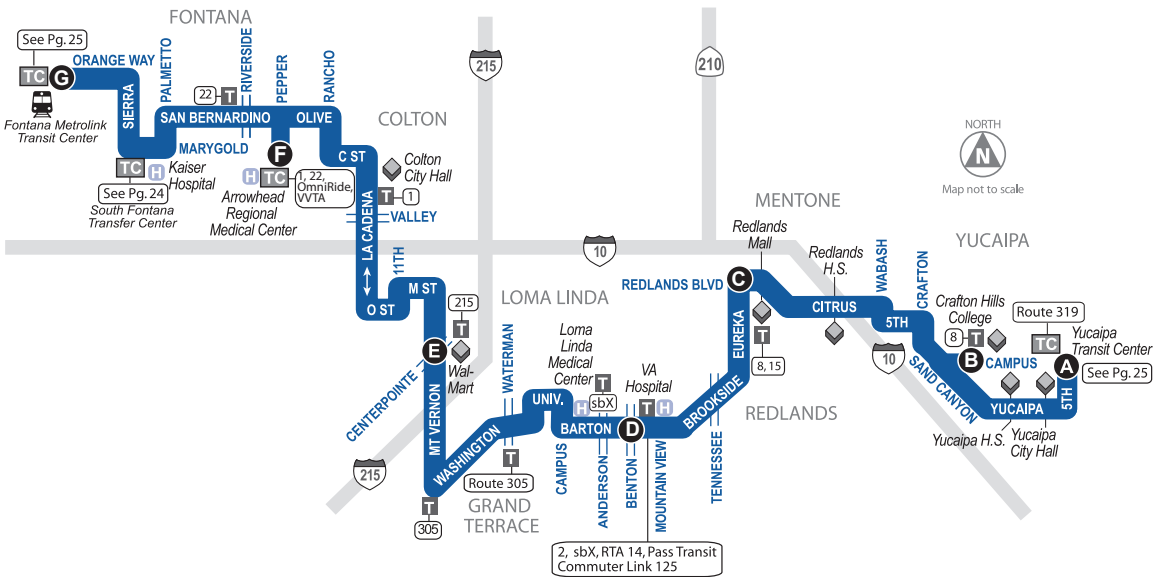 FONTANA
See Pg. 25
ORANGE WAY
TC
G
Fontana Metrolink
Transit Center
SIERRA
PALMETTO
22
T
RIVERSIDE
PEPPER
RANCHO
SAN BERNARDINO
OLIVE
MARYGOLD
TC
H
Kaiser
Hospital
See Pg. 24
South Fontana
Transfer Center
F
H
TC
1, 22,
OmniRide,
VVTA
Arrowhead
Regional
Medical Center
COLTON
C ST
Colton
City Hall
T
1
VALLEY
LA CADENA
11TH
O ST
M ST
215
210
10
NORTH
N
Map not to scale
LOMA LINDA
215
T
E
Wal-
Mart
CENTERPOINTE
MT VERNON
215
T
305
WASHINGTON
WATERMAN
T
Route 305
GRAND
TERRACE
UNIV.
Loma
Linda
Medical
Center
T
H
sbX
CAMPUS
BARTON
ANDERSON
D
BENTON
VA
Hospital
T
H
MOUNTAIN VIEW
2, sbX, RTA 14, Pass Transit
Commuter Link 125
BROOKSIDE
TENNESSEE
REDLANDS
MENTONE
Redlands
Mall
REDLANDS BLVD
C
EUREKA
T
8, 15
Redlands
H.S.
CITRUS
WABASH
5TH
CRAFTON
10
YUCAIPA
Crafton Hills
College
8
T
B
CAMPUS
SAND CANYON
Route 319
TC
Yucaipa
Transit Center
A
See Pg. 25
YUCAIPA
5TH
Yucaipa H.S.
Yucaipa
City Hall